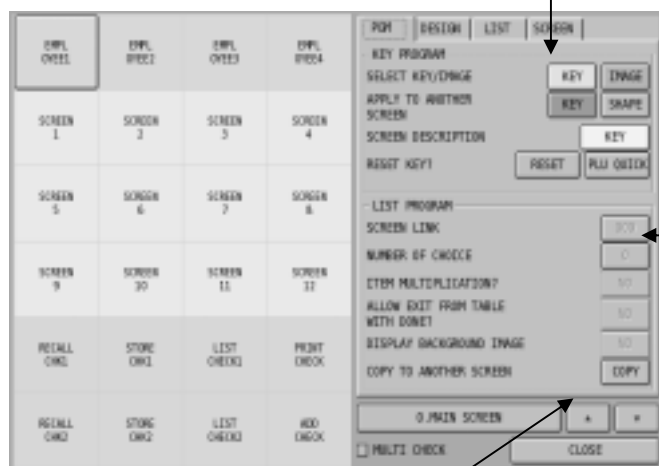 EMPL
OYEE1
EMPL
OYEE2
EMPL
OYEE3
EMPL
OYEE4
SCREEN
1
SCREEN
2
SCREEN
3
SCREEN
4
SCREEN
5
SCREEN
6
SCREEN
7
SCREEN
8
SCREEN
9
SCREEN
10
SCREEN
11
SCREEN
12
RECALL
CHK1
STORE
CHK1
LIST
CHECK1
PRINT
CHECK
RECALL
CHK2
STORE
CHK2
LIST
CHECK2
ADD
CHECK
PGM DESIGN LIST SCREEN
KEY PROGRAM
SELECT KEY/IMAGE KEY IMAGE
APPLY TO ANOTHER
SCREEN KEY SHAPE
SCREEN DESCRIPTION KEY
RESET KEY? RESET PLU QUICK
LIST PROGRAM
SCREEN LINK
NUMBER OF CHOICE 0
ITEM MULTIPLICATION? NO
ALLOW EXIT FROM TABLE
WITH DONE? NO
DISPLAY BACKGROUND IMAGE NO
COPY TO ANOTHER SCREEN COPY
0.MAIN SCREEN
MULTI CHECK CLOSE